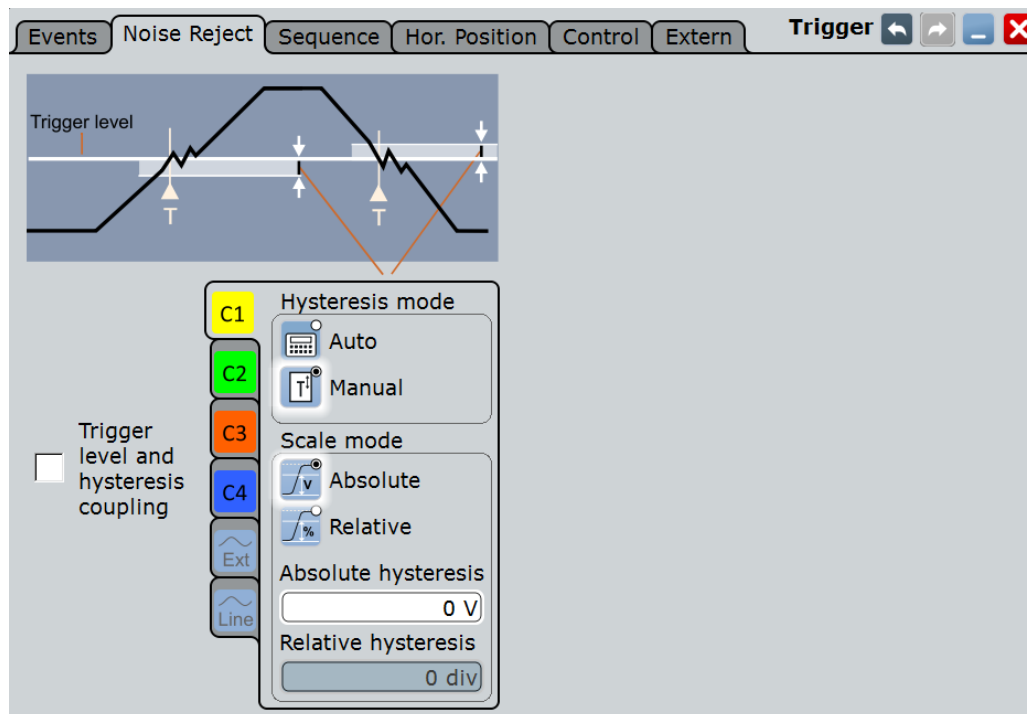 Events Noise Reject Sequence Hor. Position Control Extern Trigger
Trigger level
T T
C1
C2
C3
C4
Ext
Line
Trigger
level and
hysteresis
coupling
Hysteresis mode
Auto
T Manual
Scale mode
V Absolute
% Relative
Absolute hysteresis
0 V
Relative hysteresis
0 div